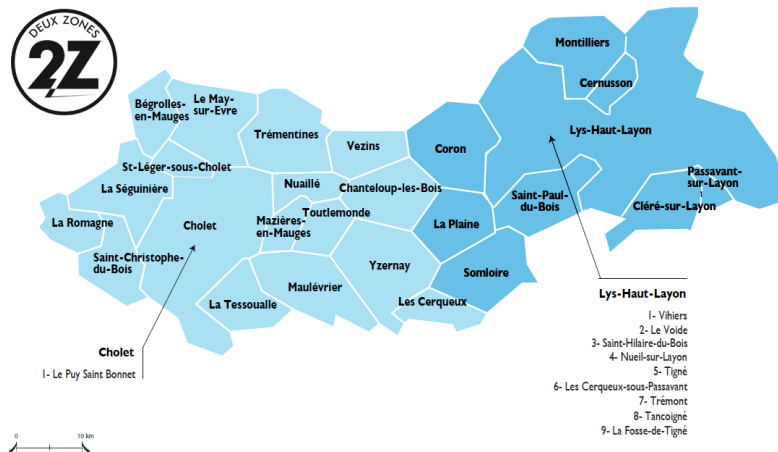 DEUX ZONES
2Z
Montilliers
Cernusson
Bégrolles-
en-Mauges
Le May-
sur-Evre
Trémentines
Vezins
Coron
Lys-Haut-Layon
St-Léger-sous-Cholet
La Séguinière
Nuaillé
Chanteloup-les-Bois
Passavant-
sur-Layon
Saint-Paul-
du-Bois
Cléré-sur-Layon
La Romagne
Cholet
Mazières-
en-Mauges
Toutlemonde
La Plaine
Saint-Christophe-
du-Bois
Yzernay
Somloire
La Tessoualle
Maulévrier
Les Cerqueux
Cholet
1- Le Puy Saint Bonnet
Lys-Haut-Layon
1- Vihiers
2- Le Voide
3- Saint-Hilaire-du-Bois
4- Nueil-sur-Layon
5- Tigné
6- Les Cerqueux-sous-Passavant
7- Trémont
8- Tancoigné
9- La Fosse-de-Tigné
0 10 km